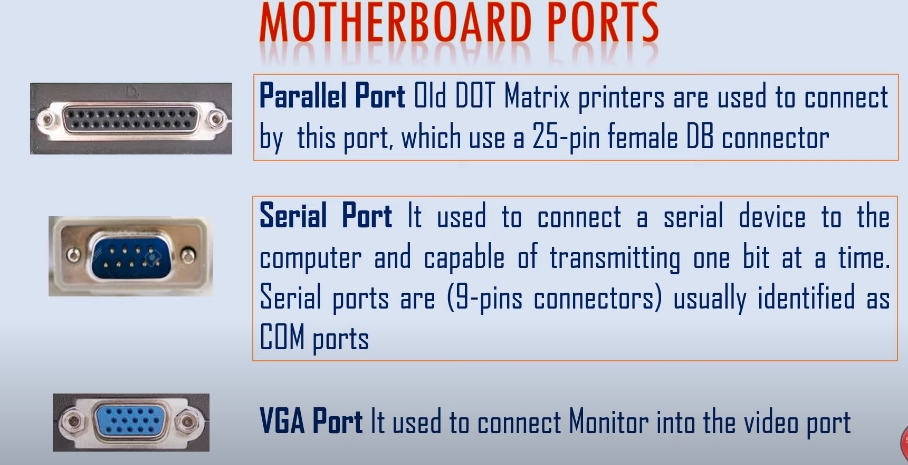 MOTHERBOARD PORTS
Parallel Port Old DOT Matrix printers are used to connect
by this port, which use a 25-pin female DB connector
Serial Port It used to connect a serial device to the
computer and capable of transmitting one bit at a time.
Serial ports are (9-pins connectors) usually identified as
COM ports
VGA Port It used to connect Monitor into the video port